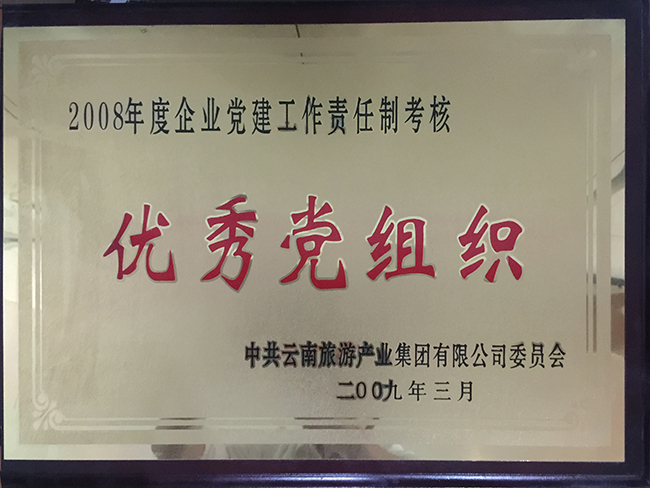 2008年度企业党建工作责任制考核
优秀党组织
中共云南旅游产业集团有限公司委员会
二00九年三月